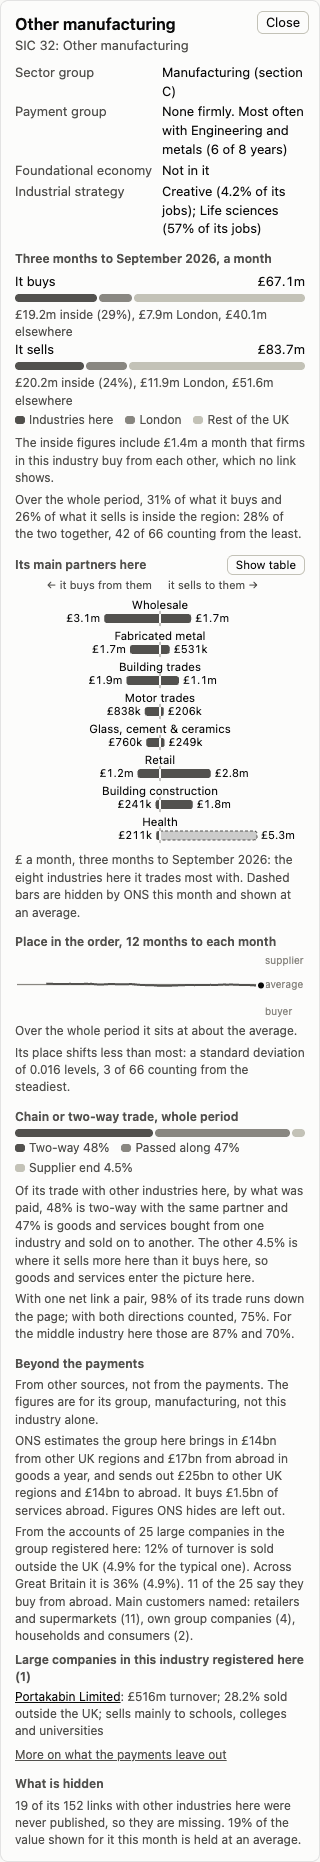 Other manufacturing
Close
SIC 32: Other manufacturing
Sector group
Manufacturing (section
C)
Payment group
None firmly. Most often
with Engineering and
metals (6 of 8 years)
Foundational economy
Not in it
Industrial strategy
Creative (4.2% of its
jobs); Life sciences
(57% of its jobs)
Three months to September 2026, a month
It buys
£67.1m
£19.2m inside (29%), £7.9m London, £40.1m
elsewhere
It sells
£83.7m
£20.2m inside (24%), £11.9m London, £51.6m
elsewhere
Industries here
London
Rest of the UK
The inside figures include £1.4m a month that firms
in this industry buy from each other, which no link
shows.
Over the whole period, 31% of what it buys and
26% of what it sells is inside the region: 28% of
the two together, 42 of 66 counting from the least.
Its main partners here
Show table
← it buys from them
it sells to them →
Wholesale
£3.1m
£1.7m
Fabricated metal
£1.7m
£531k
Building trades
£1.9m
£1.1m
Motor trades
£838k
£206k
Glass, cement & ceramics
£760k
£249k
Retail
£1.2m
£2.8m
Building construction
£241k
£1.8m
Health
£211k
£5.3m
£ a month, three months to September 2026: the
eight industries here it trades most with. Dashed
bars are hidden by ONS this month and shown at
an average.
Place in the order, 12 months to each month
supplier
average
buyer
Over the whole period it sits at about the average.
Its place shifts less than most: a standard deviation
of 0.016 levels, 3 of 66 counting from the
steadiest.
Chain or two-way trade, whole period
Two-way 48%
Passed along 47%
Supplier end 4.5%
Of its trade with other industries here, by what was
paid, 48% is two-way with the same partner and
47% is goods and services bought from one
industry and sold on to another. The other 4.5% is
where it sells more here than it buys here, so
goods and services enter the picture here.
With one net link a pair, 98% of its trade runs down
the page; with both directions counted, 75%. For
the middle industry here those are 87% and 70%.
Beyond the payments
From other sources, not from the payments. The
figures are for its group, manufacturing, not this
industry alone.
ONS estimates the group here brings in £14bn
from other UK regions and £17bn from abroad in
goods a year, and sends out £25bn to other UK
regions and £14bn to abroad. It buys £1.5bn of
services abroad. Figures ONS hides are left out.
From the accounts of 25 large companies in the
group registered here: 12% of turnover is sold
outside the UK (4.9% for the typical one). Across
Great Britain it is 36% (4.9%). 11 of the 25 say they
buy from abroad. Main customers named: retailers
and supermarkets (11), own group companies (4),
households and consumers (2).
Large companies in this industry registered here
(1)
Portakabin Limited: £516m turnover; 28.2% sold
outside the UK; sells mainly to schools, colleges
and universities
More on what the payments leave out
What is hidden
19 of its 152 links with other industries here were
never published, so they are missing. 19% of the
value shown for it this month is held at an average.